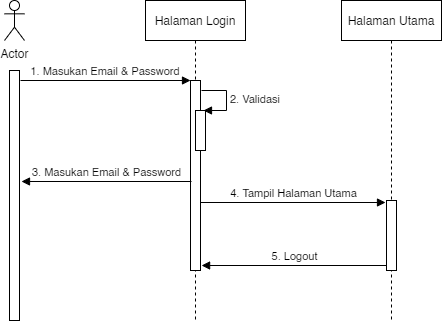 Halaman Login
Halaman Utama
Actor
1. Masukan Email & Password
2. Validasi
3. Masukan Email & Password
4. Tampil Halaman Utama
5. Logout